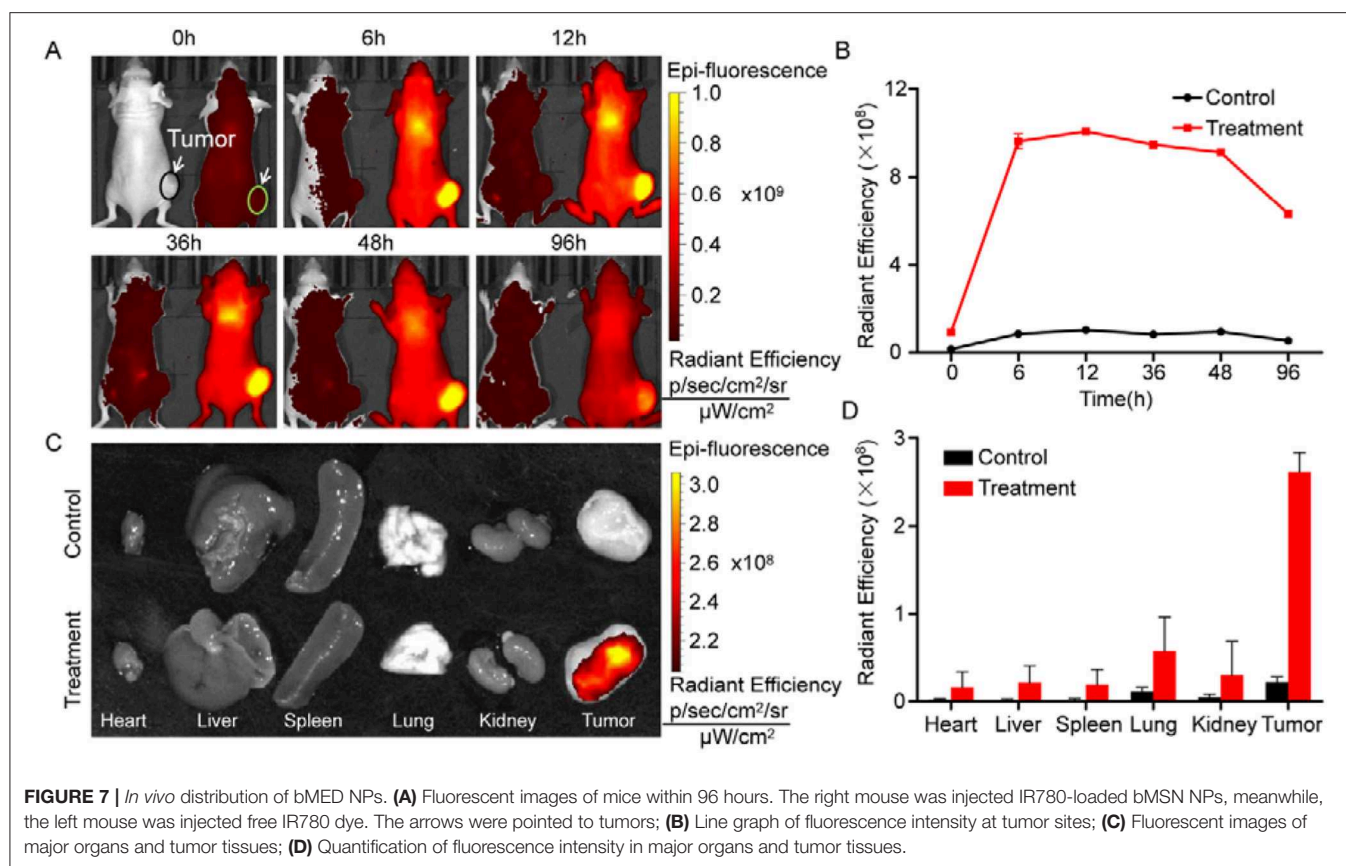 A
0h
6h
12h
Tumor
36h
48h
96h
Epi-fluorescence
1.0
0.8
0.6
x10⁹
0.4
0.2
Radiant Efficiency
p/sec/cm²/sr
µW/cm²
B
Radiant Efficiency (×10⁸)
12
8
4
0
Control
Treatment
0 6 12 36 48 96
Time(h)
C
Control
Treatment
Heart Liver Spleen Lung Kidney Tumor
Epi-fluorescence
3.0
2.8
2.6
x10⁸
2.4
2.2
Radiant Efficiency
p/sec/cm²/sr
µW/cm²
D
Radiant Efficiency (×10⁸)
3
2
1
0
Control
Treatment
Heart Liver Spleen Lung Kidney Tumor
FIGURE 7 | In vivo distribution of bMED NPs. (A) Fluorescent images of mice within 96 hours. The right mouse was injected IR780-loaded bMSN NPs, meanwhile,
the left mouse was injected free IR780 dye. The arrows were pointed to tumors; (B) Line graph of fluorescence intensity at tumor sites; (C) Fluorescent images of
major organs and tumor tissues; (D) Quantification of fluorescence intensity in major organs and tumor tissues.